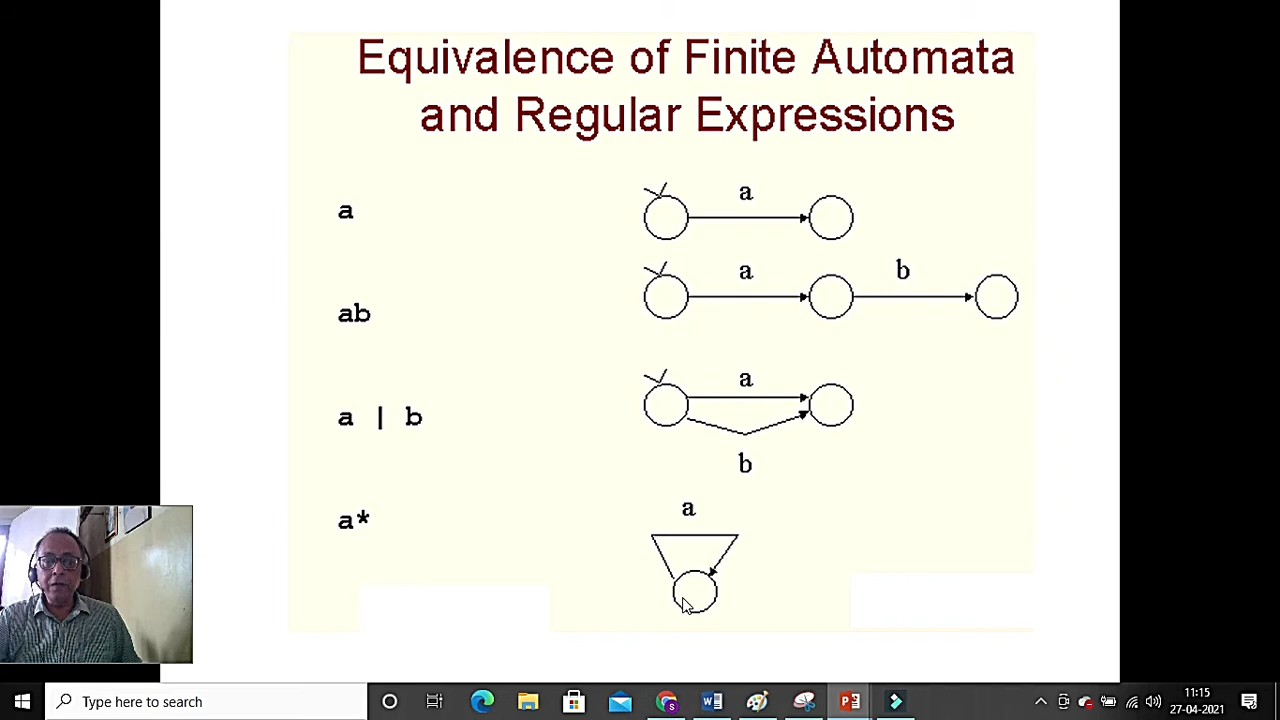 Equivalence of Finite Automata
and Regular Expressions
a
a
a
b
ab
a
a | b
b
a
a*
Type here to search
11:15
27-04-2021